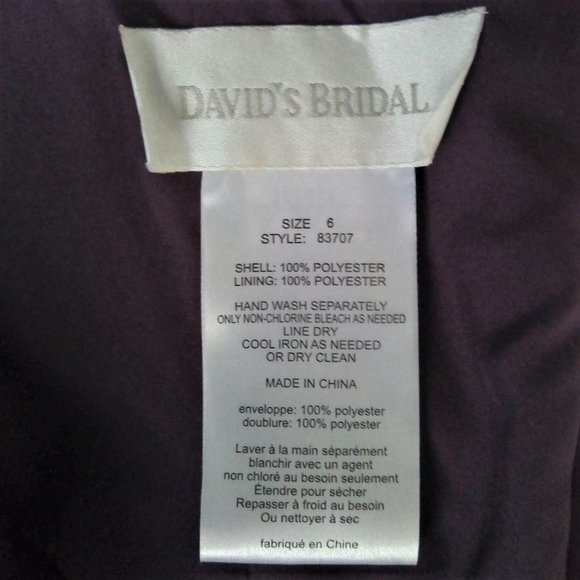 DAVID'S BRIDAL
SIZE 6
STYLE: 83707
SHELL: 100% POLYESTER
LINING: 100% POLYESTER
HAND WASH SEPARATELY
ONLY NON-CHLORINE BLEACH AS NEEDED
LINE DRY
COOL IRON AS NEEDED
OR DRY CLEAN
MADE IN CHINA
enveloppe: 100% polyester
doublure: 100% polyester
Laver à la main séparément
blanchir avec un agent
non chloré au besoin seulement
Étendre pour sécher
Repasser à froid au besoin
Ou nettoyer à sec
fabriqué en Chine